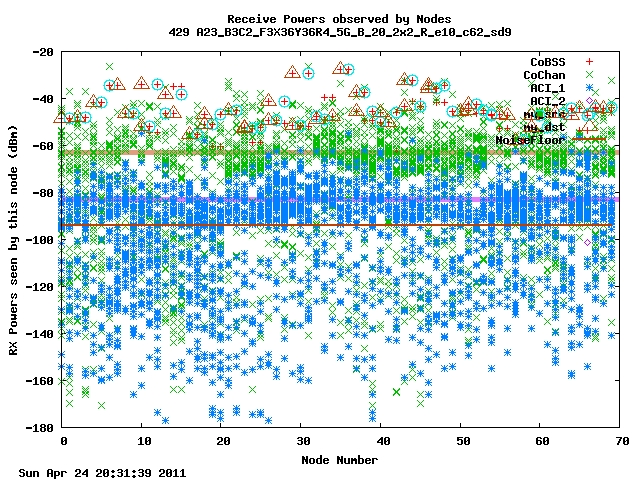 Receive Powers observed by Nodes
429 A23_B3C2_F3X36Y36R4_5G_B_20_2x2_R_e10_c62_sd9
-20
-40
-60
-80
-100
-120
-140
-160
-180
RX Powers seen by this node (dBm)
CoBSS
CoChan
ACI_1
ACI_2
my_src
my_dst
NoiseFloor
0 10 20 30 40 50 60 70
Node Number
Sun Apr 24 20:31:39 2011